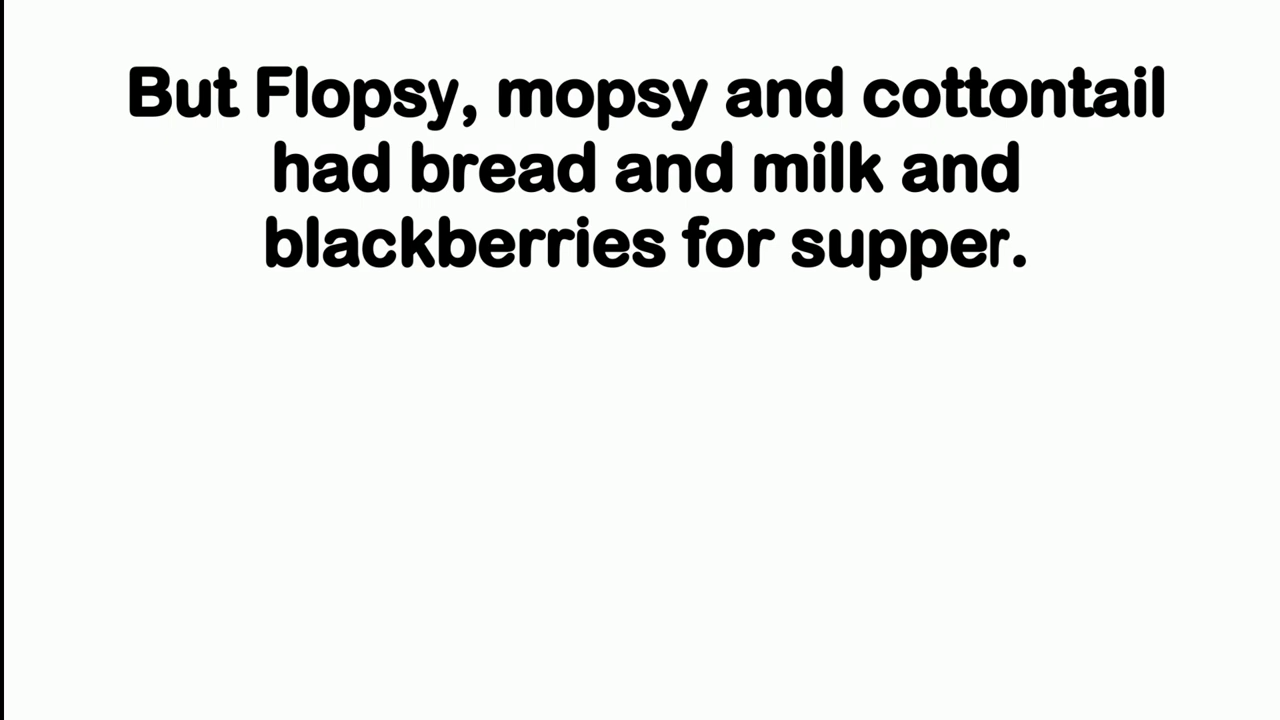 But Flopsy, mopsy and cottontail
had bread and milk and
blackberries for supper.